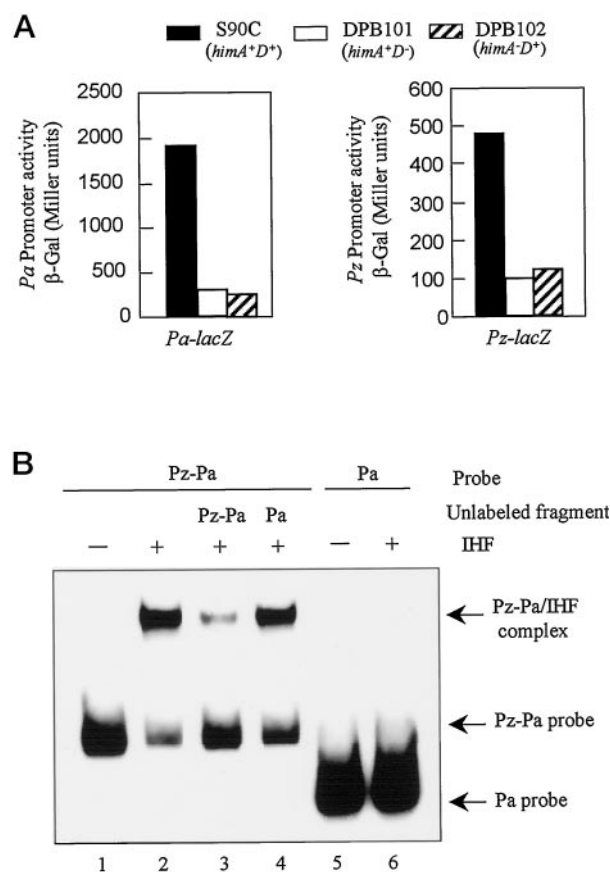 A
S90C
(himA+D+)
DPB101
(himA+D-)
DPB102
(himA-D+)
2500
2000
1500
1000
500
0
Pa Promoter activity
β-Gal (Miller units)
Pa-lacZ
600
500
400
300
200
100
0
Pz Promoter activity
β-Gal (Miller units)
Pz-lacZ
B
Pz-Pa
Pa
Probe
Pz-Pa
Pa
Unlabeled fragment
—
+
+
+
—
+
IHF
Pz-Pa/IHF
complex
Pz-Pa probe
Pa probe
1 2 3 4 5 6